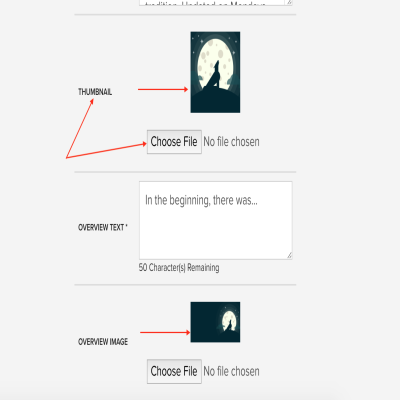 tradition. Updated on Mondays
THUMBNAIL
Choose File No file chosen
In the beginning, there was...
OVERVIEW TEXT*
50 Character(s) Remaining
OVERVIEW IMAGE
Choose File No file chosen